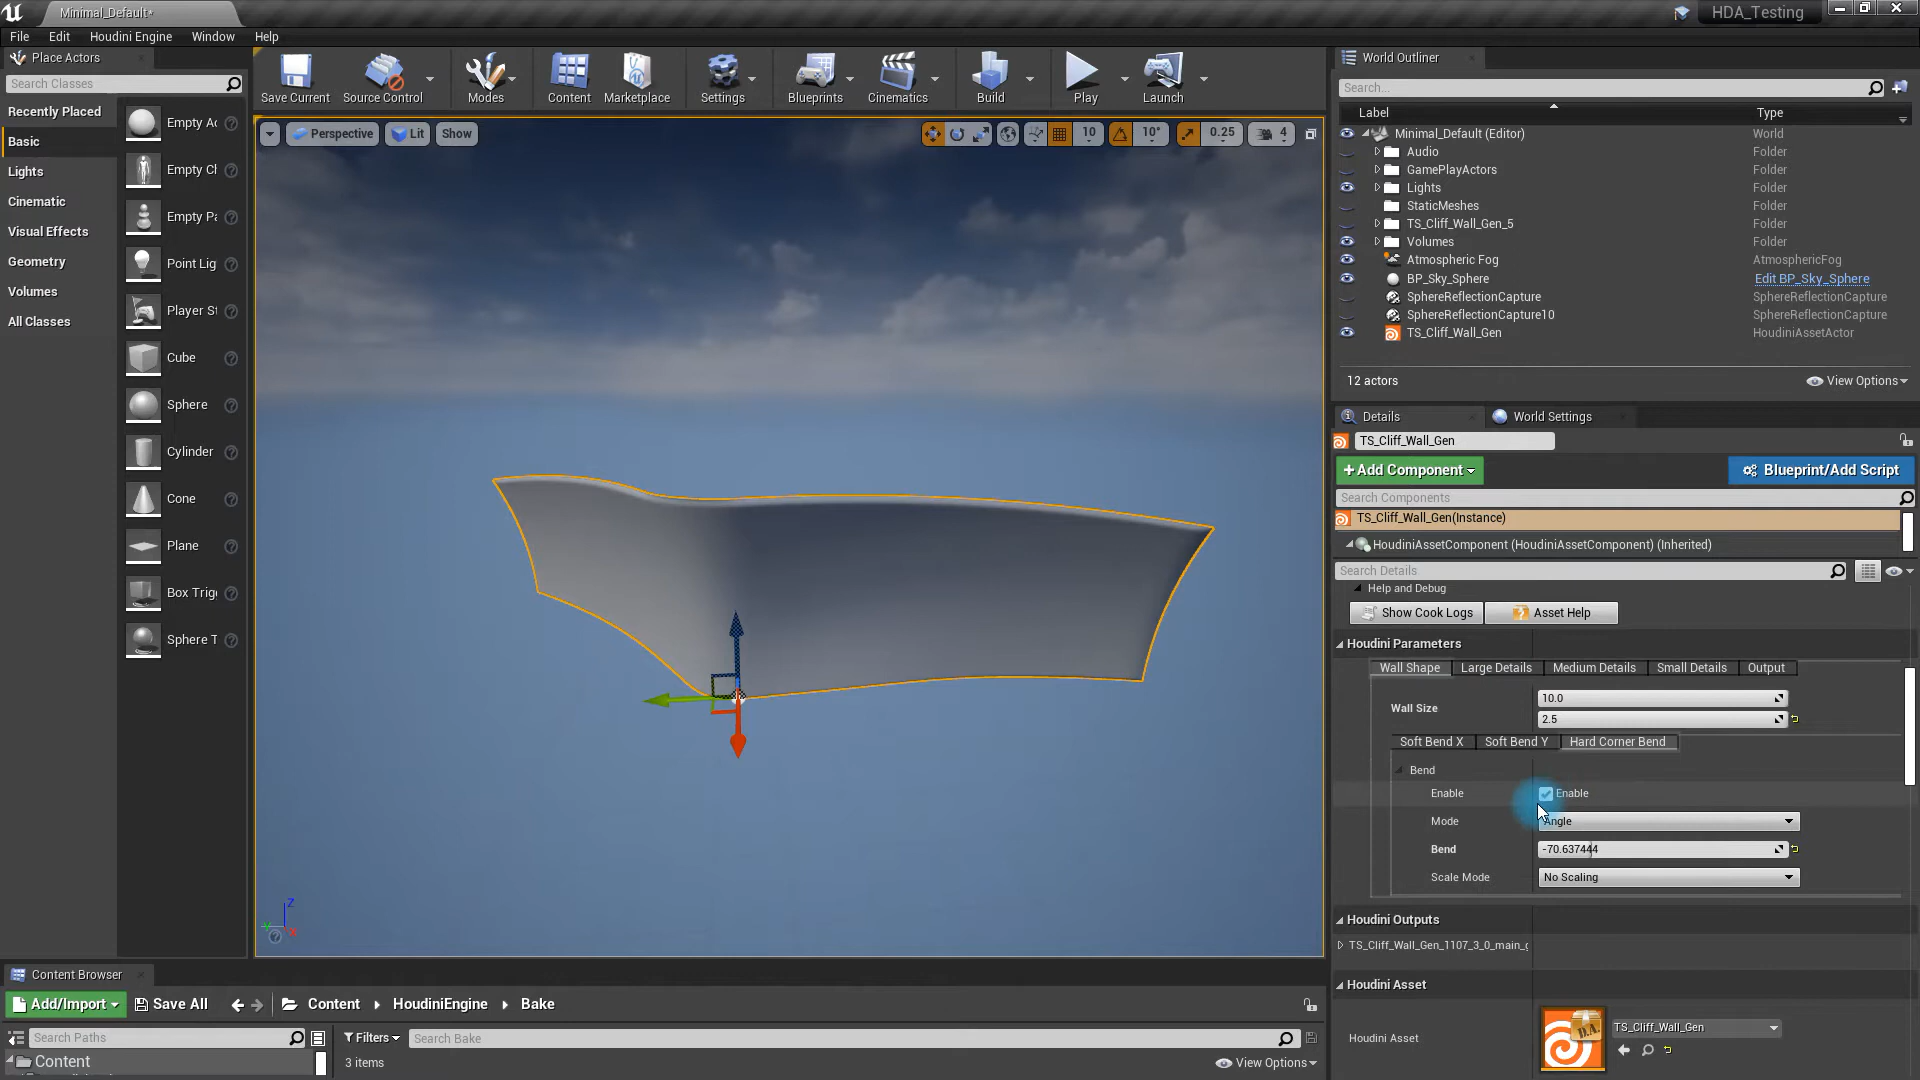 Minimal_Default*
HDA_Testing
File Edit Houdini Engine Window Help
Place Actors
Search Classes
Recently Placed
Basic
Lights
Cinematic
Visual Effects
Geometry
Volumes
All Classes
Empty Ac
Empty Ch
Empty Pa
Point Lig
Player St
Cube
Sphere
Cylinder
Cone
Plane
Box Trigg
Sphere T
Save Current Source Control Modes Content Marketplace Settings Blueprints Cinematics Build Play Launch
Perspective Lit Show 10 10° 0.25 4
Z
World Outliner
Search...
Label Type
Minimal_Default (Editor) World
Audio Folder
GamePlayActors Folder
Lights Folder
StaticMeshes Folder
TS_Cliff_Wall_Gen_5 Folder
Volumes Folder
Atmospheric Fog AtmosphericFog
BP_Sky_Sphere Edit BP_Sky_Sphere
SphereReflectionCapture SphereReflectionCapture
SphereReflectionCapture10 SphereReflectionCapture
TS_Cliff_Wall_Gen HoudiniAssetActor
12 actors View Options
Details World Settings
TS_Cliff_Wall_Gen
+Add Component Blueprint/Add Script
Search Components
TS_Cliff_Wall_Gen(Instance)
HoudiniAssetComponent (HoudiniAssetComponent) (Inherited)
Search Details
Help and Debug
Show Cook Logs Asset Help
Houdini Parameters
Wall Shape Large Details Medium Details Small Details Output
Wall Size
10.0
2.5
Soft Bend X Soft Bend Y Hard Corner Bend
Bend
Enable Enable
Mode Angle
Bend -70.637444
Scale Mode No Scaling
Houdini Outputs
TS_Cliff_Wall_Gen_1107_3_0_main_g
Houdini Asset
Houdini Asset
D.A.
TS_Cliff_Wall_Gen
Content Browser
Add/Import Save All Content HoudiniEngine Bake
Search Paths
Filters
Search Bake
Content
3 items
View Options